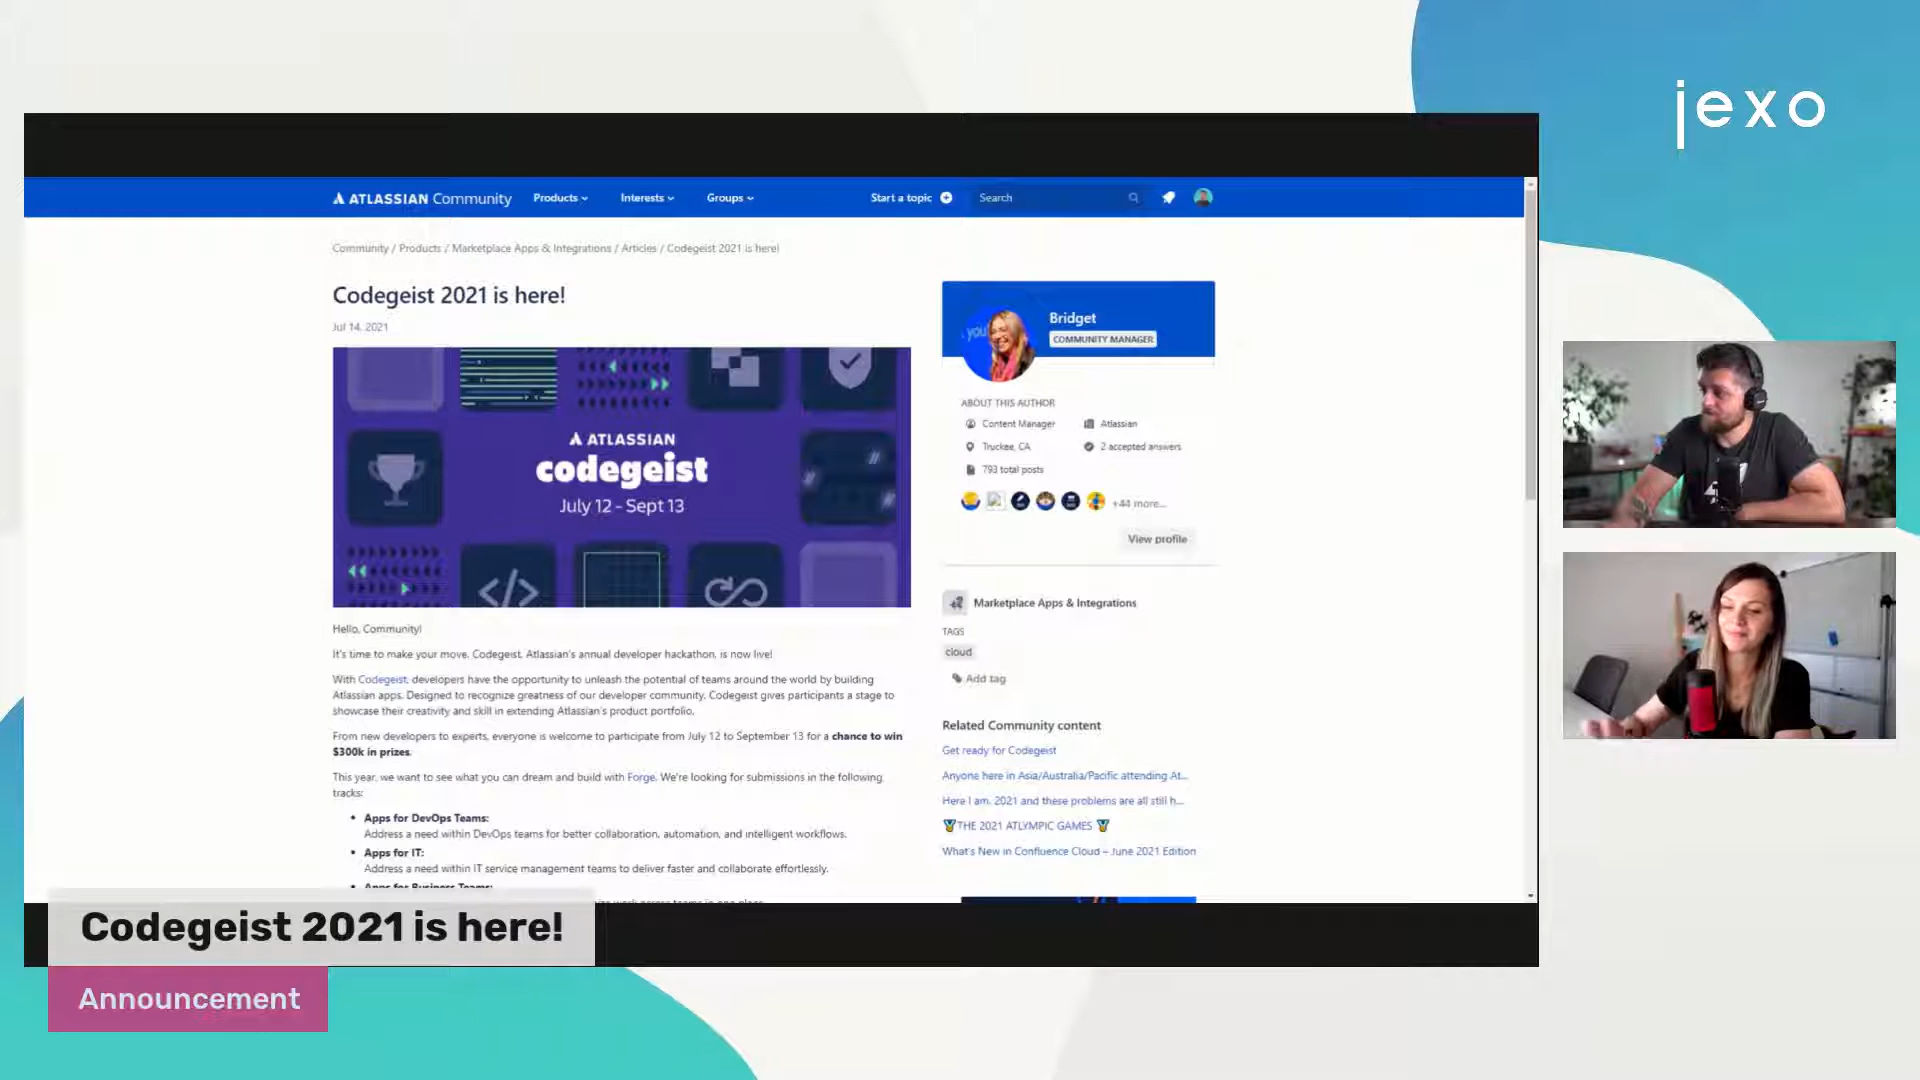 jexo
ATLASSIAN Community
Products
Interests
Groups
Start a topic
Search
Community / Products / Marketplace Apps & Integrations / Articles / Codegeist 2021 is here!
Codegeist 2021 is here!
Jul 14, 2021
ATLASSIAN
codegeist
July 12 - Sept 13
Hello, Community!
It's time to make your move. Codegeist, Atlassian's annual developer hackathon, is now live!
With Codegeist, developers have the opportunity to unleash the potential of teams around the world by building
Atlassian apps. Designed to recognize greatness of our developer community, Codegeist gives participants a stage to
showcase their creativity and skill in extending Atlassian's product portfolio.
From new developers to experts, everyone is welcome to participate from July 12 to September 13 for a chance to win
$300k in prizes.
This year, we want to see what you can dream and build with Forge. We're looking for submissions in the following
tracks:
• Apps for DevOps Teams:
Address a need within DevOps teams for better collaboration, automation, and intelligent workflows.
• Apps for IT:
Address a need within IT service management teams to deliver faster and collaborate effortlessly.
• Apps for Business Teams:
work across teams in one place.
you
Bridget
COMMUNITY MANAGER
ABOUT THIS AUTHOR
Content Manager
Atlassian
Truckee, CA
2 accepted answers
793 total posts
+44 more...
View profile
Marketplace Apps & Integrations
TAGS
cloud
Add tag
Related Community content
Get ready for Codegeist
Anyone here in Asia/Australia/Pacific attending At...
Here I am, 2021 and these problems are all still h...
THE 2021 ATLYMPIC GAMES
What's New in Confluence Cloud – June 2021 Edition
Codegeist 2021 is here!
Announcement